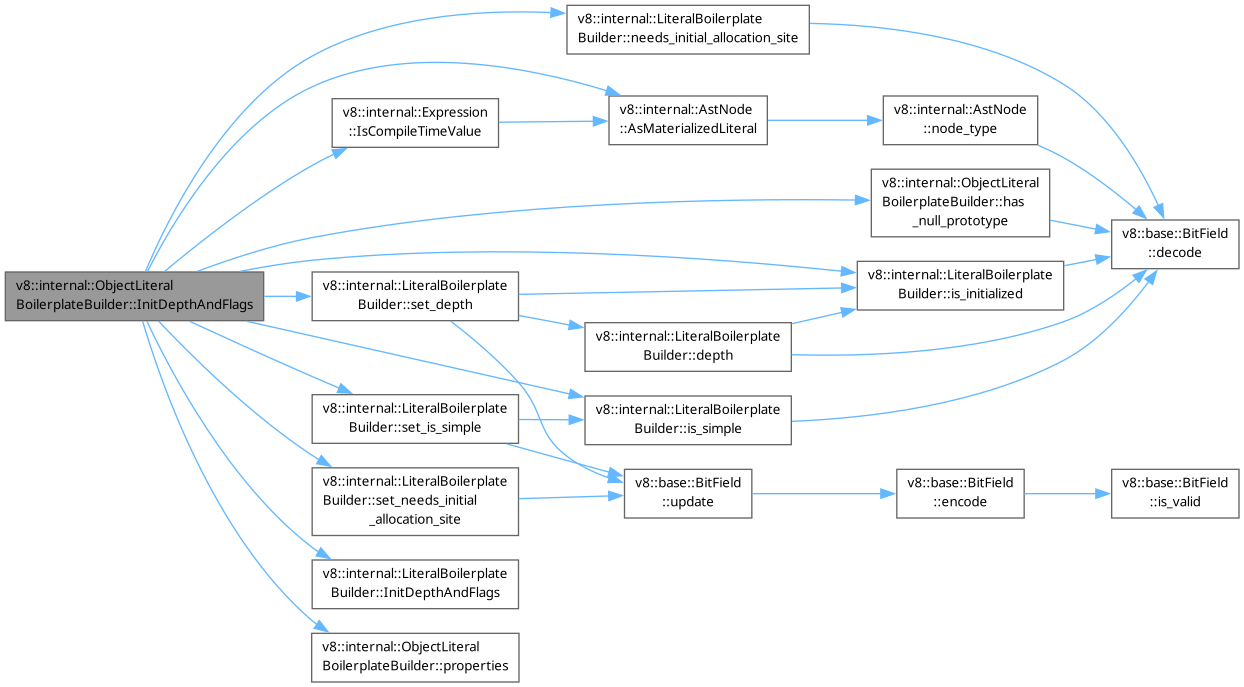 v8::internal::LiteralBoilerplate
Builder::needs_initial_allocation_site
v8::internal::Expression
::IsCompileTimeValue
v8::internal::AstNode
::AsMaterializedLiteral
v8::internal::AstNode
::node_type
v8::internal::ObjectLiteral
BoilerplateBuilder::has
_null_prototype
v8::base::BitField
::decode
v8::internal::ObjectLiteral
BoilerplateBuilder::InitDepthAndFlags
v8::internal::LiteralBoilerplate
Builder::set_depth
v8::internal::LiteralBoilerplate
Builder::is_initialized
v8::internal::LiteralBoilerplate
Builder::depth
v8::internal::LiteralBoilerplate
Builder::set_is_simple
v8::internal::LiteralBoilerplate
Builder::is_simple
v8::internal::LiteralBoilerplate
Builder::set_needs_initial
_allocation_site
v8::base::BitField
::update
v8::base::BitField
::encode
v8::base::BitField
::is_valid
v8::internal::LiteralBoilerplate
Builder::InitDepthAndFlags
v8::internal::ObjectLiteral
BoilerplateBuilder::properties